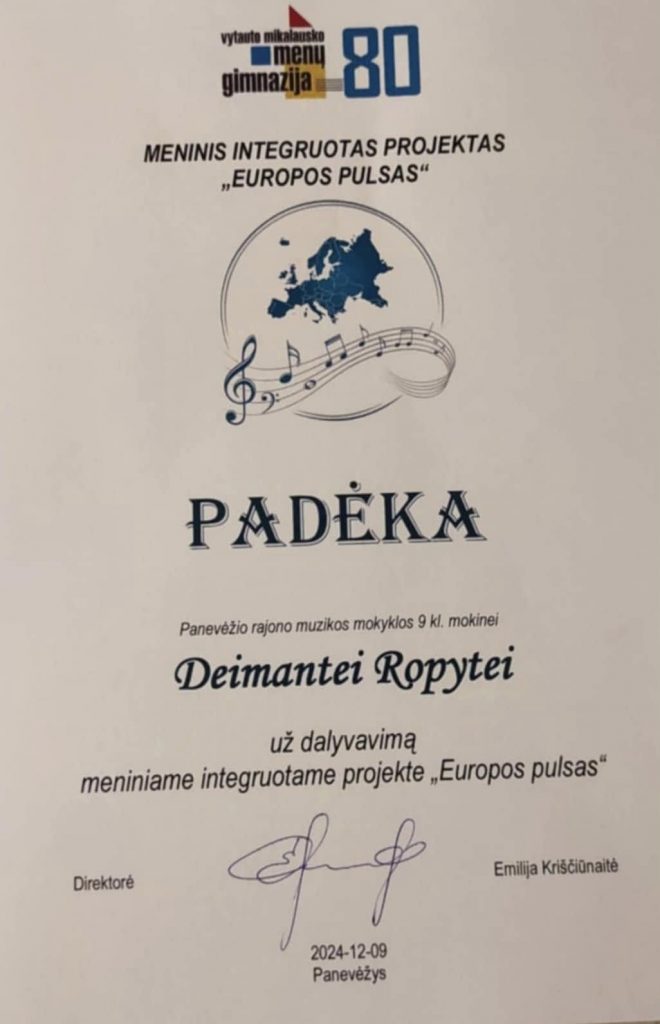 vytauto mikalausko
menų
gimnazija
80
MENINIS INTEGRUOTAS PROJEKTAS
„EUROPOS PULSAS“
PADĖKA
Panevėžio rajono muzikos mokyklos 9 kl. mokinei
Deimantei Ropytei
už dalyvavimą
meniniame integruotame projekte „Europos pulsas“
Direktorė
Emilija Kriščiūnaitė
2024-12-09
Panevėžys